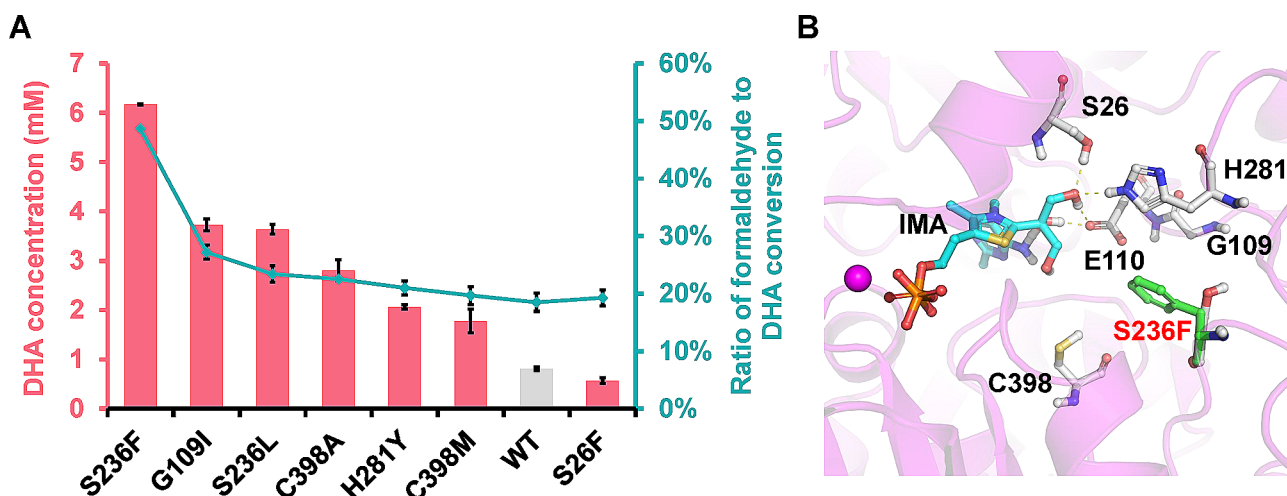 A
DHA concentration (mM)
7
6
5
4
3
2
1
0
S236F
G109I
S236L
C398A
H281Y
C398M
WT
S26F
60%
50%
40%
30%
20%
10%
0%
Ratio of formaldehyde to
DHA conversion
B
S26
H281
IMA
G109
E110
S236F
C398